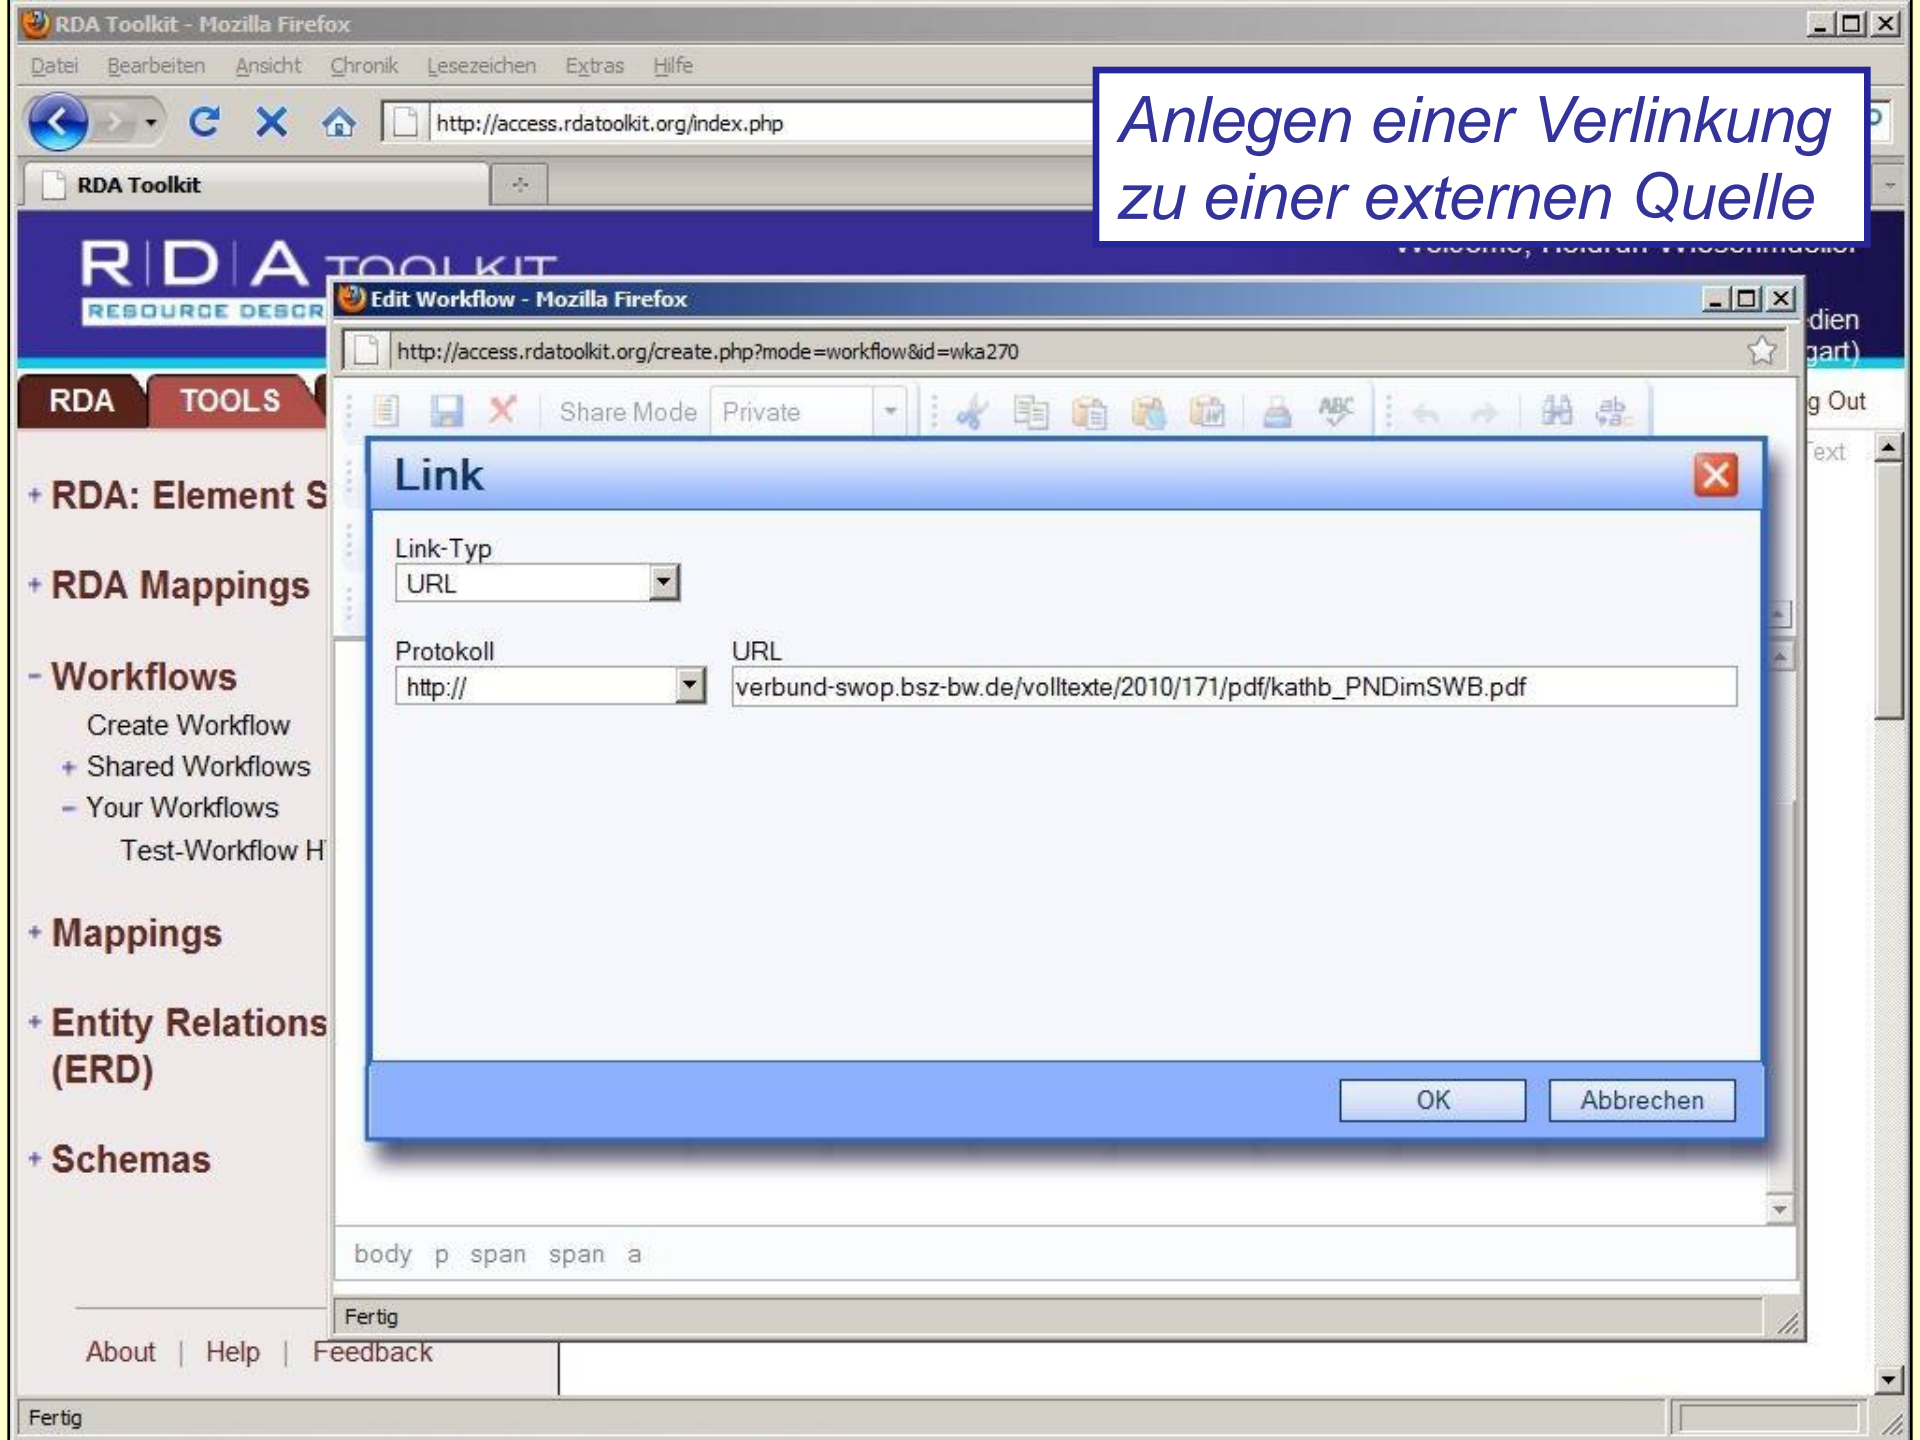 RDA Toolkit - Mozilla Firefox
Datei Bearbeiten Ansicht Chronik Lesezeichen Extras Hilfe
http://access.rdatoolkit.org/index.php
Anlegen einer Verlinkung
zu einer externen Quelle
RDA Toolkit
R|D|A TOOLKIT
RESOURCE DESCR
Edit Workflow - Mozilla Firefox
dien
http://access.rdatoolkit.org/create.php?mode=workflow&id=wka270
gart)
RDA TOOLS
Share Mode Private
ABC
g Out
Text
Link
+ RDA: Element S
Link-Typ
URL
+ RDA Mappings
Protokoll URL
http:// verbund-swop.bsz-bw.de/volltexte/2010/171/pdf/kathb_PNDimSWB.pdf
- Workflows
Create Workflow
+ Shared Workflows
- Your Workflows
Test-Workflow H
+ Mappings
+ Entity Relations
(ERD)
OK Abbrechen
+ Schemas
body p span span a
Fertig
About | Help | Feedback
Fertig